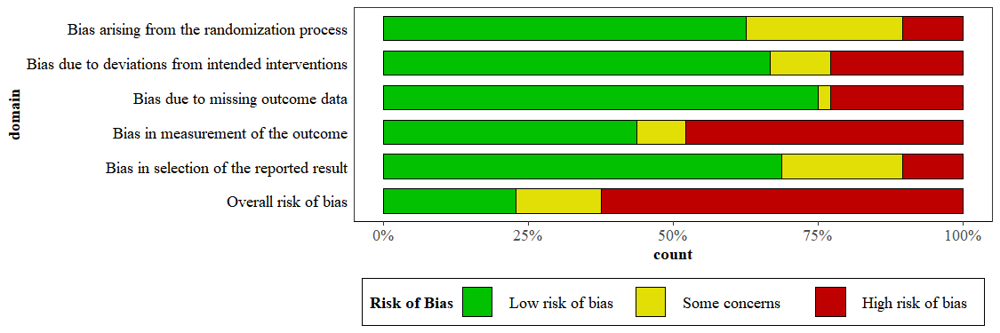 domain
Bias arising from the randomization process
Bias due to deviations from intended interventions
Bias due to missing outcome data
Bias in measurement of the outcome
Bias in selection of the reported result
Overall risk of bias
0% 25% 50% 75% 100%
count
Risk of Bias Low risk of bias Some concerns High risk of bias